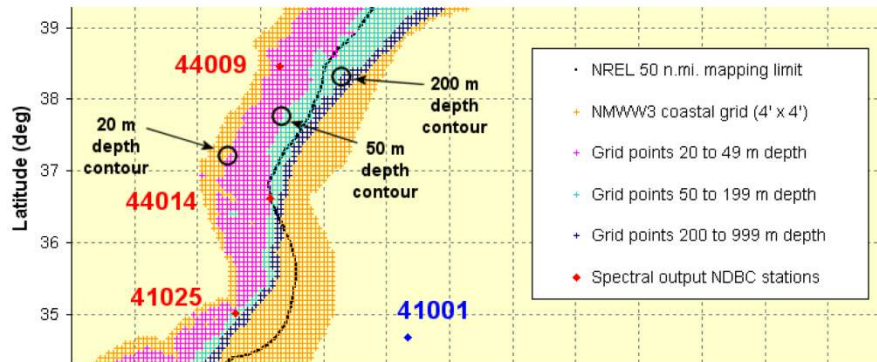 39
38
37
36
35
Latitude (deg)
44009
44014
41025
41001
20 m
depth
contour
50 m
depth
contour
200 m
depth
contour
NREL 50 n.mi. mapping limit
NMWW3 coastal grid (4' x 4')
Grid points 20 to 49 m depth
Grid points 50 to 199 m depth
Grid points 200 to 999 m depth
Spectral output NDBC stations